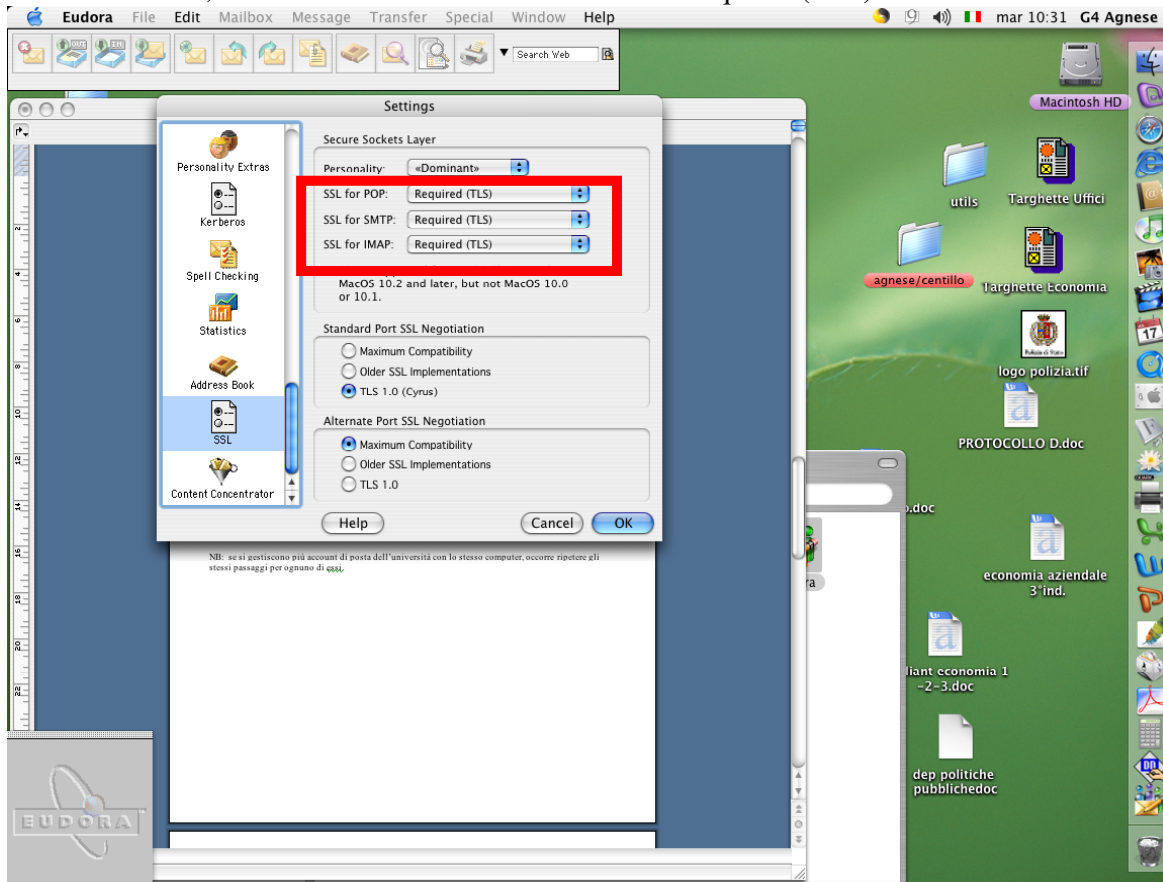 Eudora File Edit Mailbox Message Transfer Special Window Help
mar 10:31 G4 Agnese
Search Web
Settings
Personality Extras
Kerberos
Spell Checking
Statistics
Address Book
SSL
Content Concentrator
Secure Sockets Layer
Personality: «Dominant»
SSL for POP: Required (TLS)
SSL for SMTP: Required (TLS)
SSL for IMAP: Required (TLS)
MacOS 10.2 and later, but not MacOS 10.0
or 10.1.
Standard Port SSL Negotiation
Maximum Compatibility
Older SSL Implementations
TLS 1.0 (Cyrus)
Alternate Port SSL Negotiation
Maximum Compatibility
Older SSL Implementations
TLS 1.0
Help Cancel OK
NB: se si gestiscono più account di posta dell'università con lo stesso computer, occorre ripetere gli
stessi passaggi per ognuno di essi.
EUDORA
Macintosh HD
utils
Targhette Uffici
agnese/centillo
Targhette Economia
Polizia di Stato
logo polizia.tif
PROTOCOLLO D.doc
.doc
economia aziendale
3°ind.
ra
liant economia 1
-2-3.doc
dep politiche
pubblichedoc
17